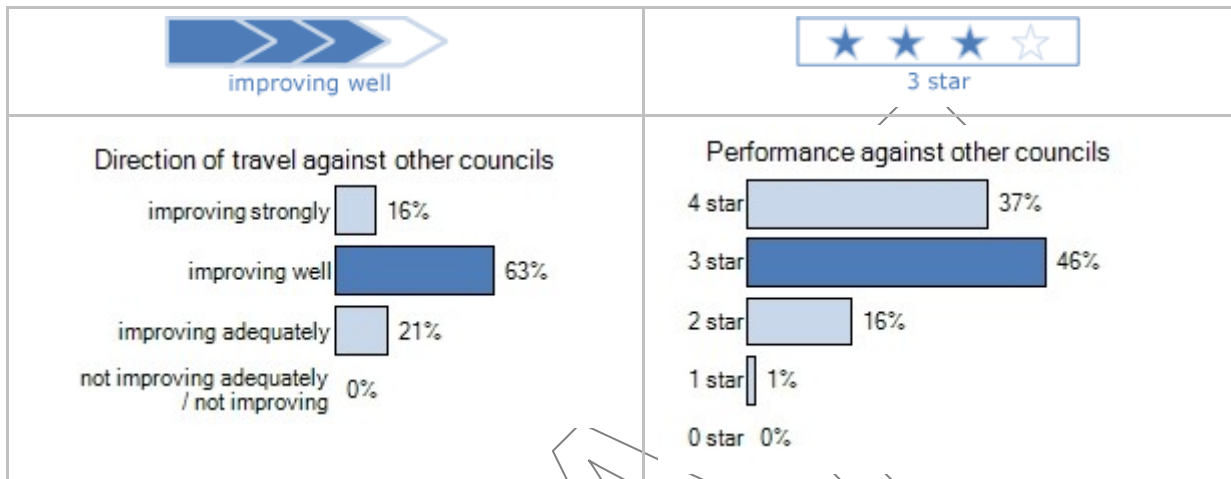 improving well
3 star
Direction of travel against other councils
improving strongly 16%
improving well 63%
improving adequately 21%
not improving adequately
/ not improving 0%
Performance against other councils
4 star 37%
3 star 46%
2 star 16%
1 star 1%
0 star 0%